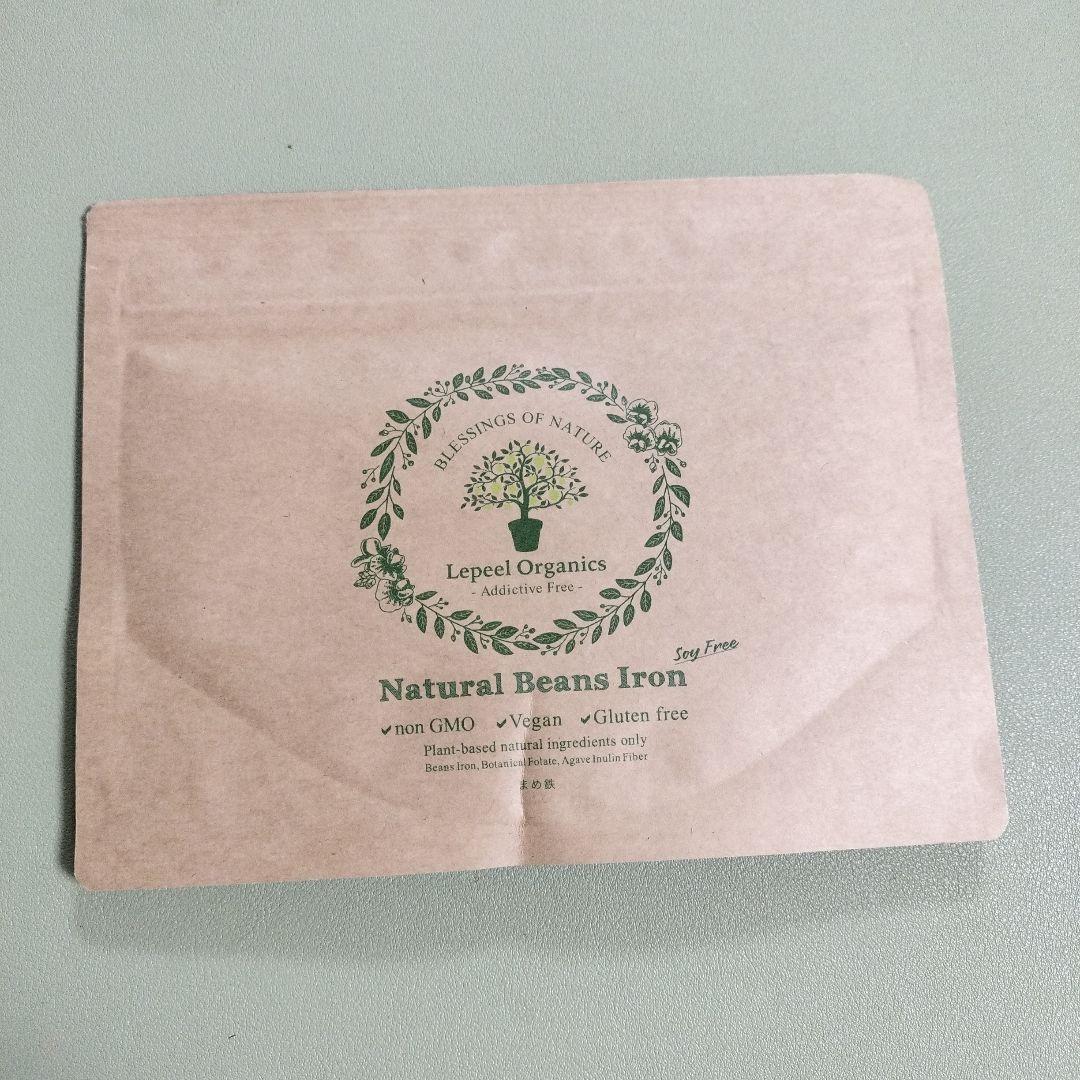 BLESSINGS OF NATURE
Lepeel Organics
- Addictive Free -
Soy Free
Natural Beans Iron
✓non GMO ✓Vegan ✓Gluten free
Plant-based natural ingredients only
Beans Iron, Botanical Folate, Agave Inulin Fiber
まめ鉄